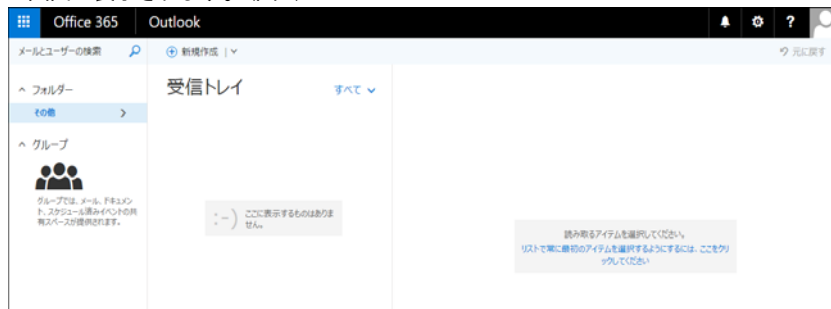 Office 365
Outlook
?
メールとユーザーの検索
新規作成 |
元に戻す
フォルダー
その他
グループ
グループでは、メール、ドキュメン
ト、スケジュール済みイベントの共
有スペースが提供されます。
受信トレイ
すべて
:-)
ここに表示するものはありま
せん。
読み取るアイテムを選択してください。
リストで常に最初のアイテムを選択するようにするには、ここをクリ
ックしてください